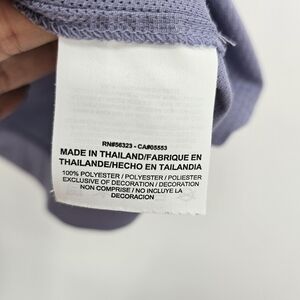 RN#56323 - CA#05553
MADE IN THAILAND/FABRIQUE EN
THAILANDE/HECHO EN TAILANDIA
100% POLYESTER / POLYESTER / POLIESTER
EXCLUSIVE OF DECORATION / DECORATION
NON COMPRISE / NO INCLUYE LA
DECORACION